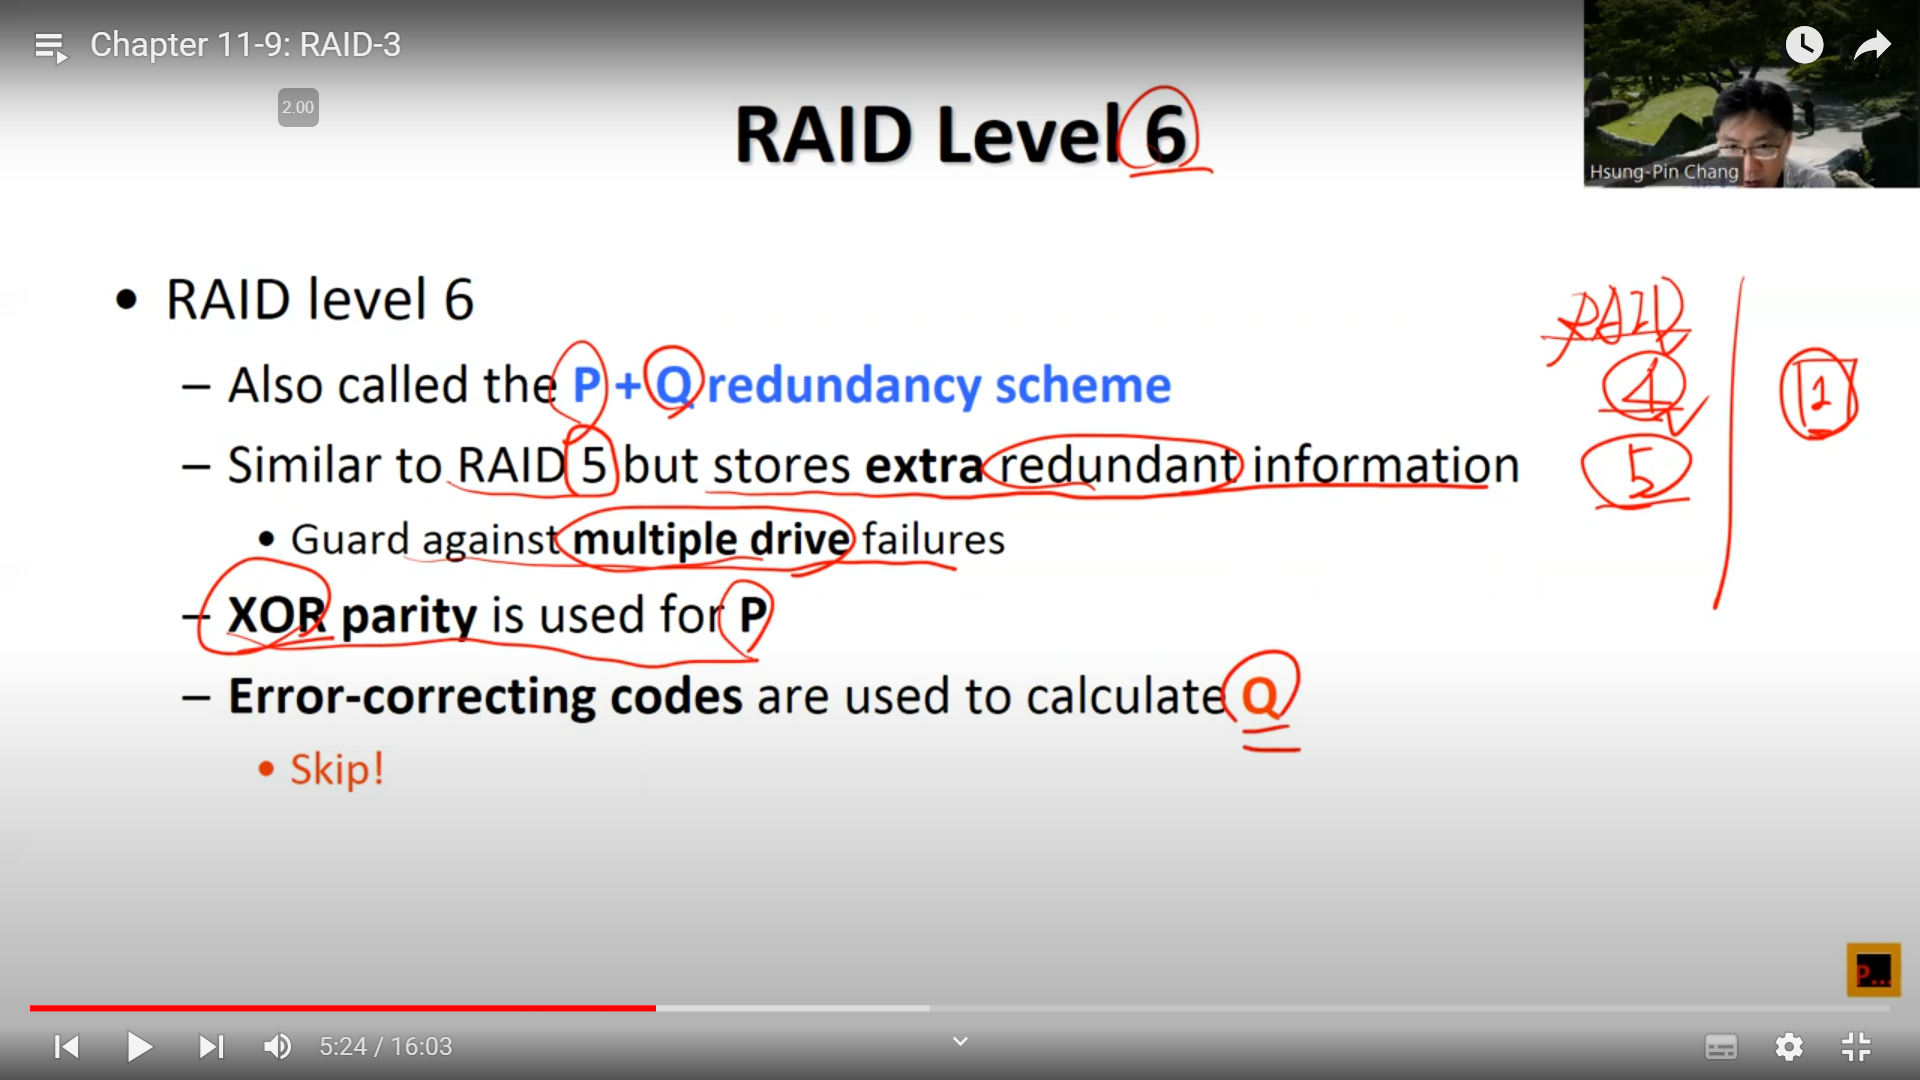 Chapter 11-9: RAID-3
2.00
RAID Level 6
Hsung-Pin Chang
• RAID level 6
– Also called the P + Q redundancy scheme
– Similar to RAID 5 but stores extra redundant information
• Guard against multiple drive failures
– XOR parity is used for P
– Error-correcting codes are used to calculate Q
• Skip!
RAID
4
5
1
P...
5:24 / 16:03